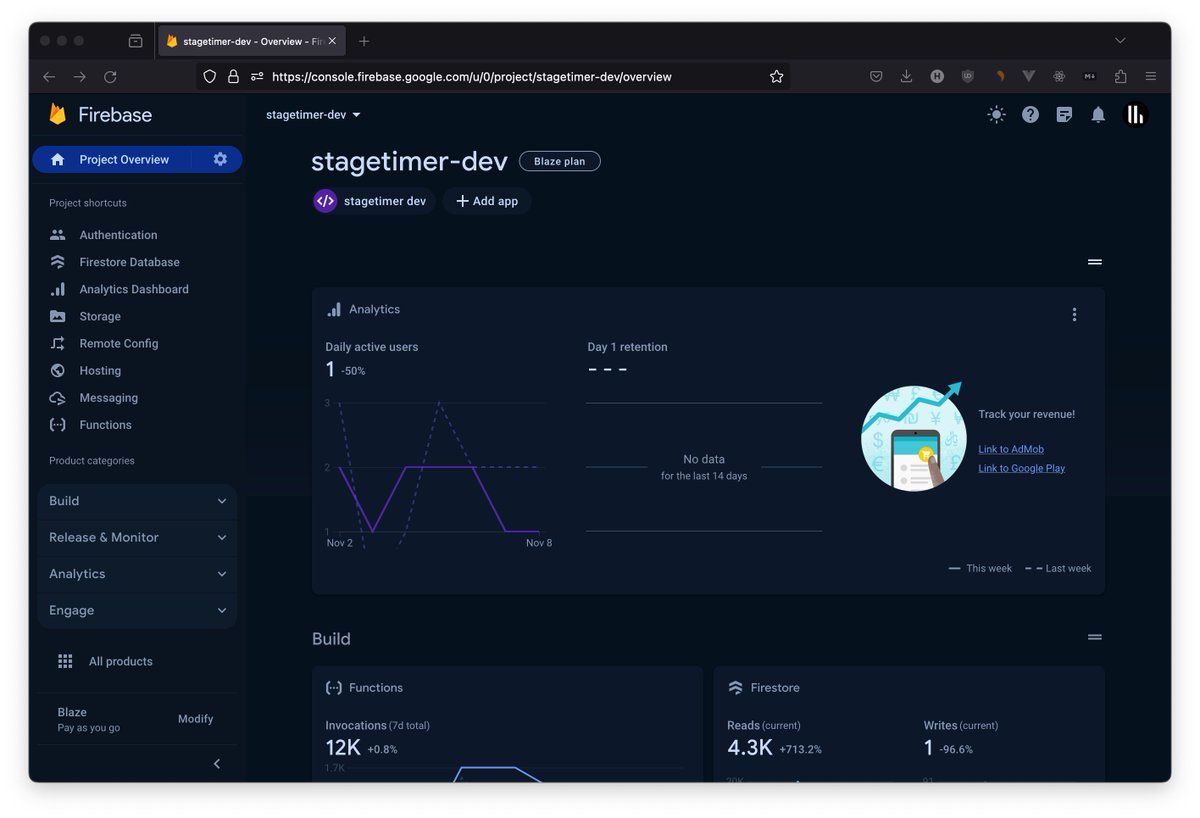 stagetimer-dev - Overview - Fir
https://console.firebase.google.com/u/0/project/stagetimer-dev/overview
Firebase
stagetimer-dev
Project Overview
stagetimer-dev
Blaze plan
stagetimer dev
Add app
Project shortcuts
Authentication
Firestore Database
Analytics Dashboard
Storage
Remote Config
Hosting
Messaging
Functions
Product categories
Build
Release & Monitor
Analytics
Engage
All products
Blaze
Pay as you go
Modify
Analytics
Daily active users
1 -50%
3
2
1
Nov 2
Nov 8
Day 1 retention
- - -
No data
for the last 14 days
Track your revenue!
Link to AdMob
Link to Google Play
This week
Last week
Build
Functions
Invocations (7d total)
12K +0.8%
1.7K
Firestore
Reads (current)
4.3K +713.2%
Writes (current)
1 -96.6%